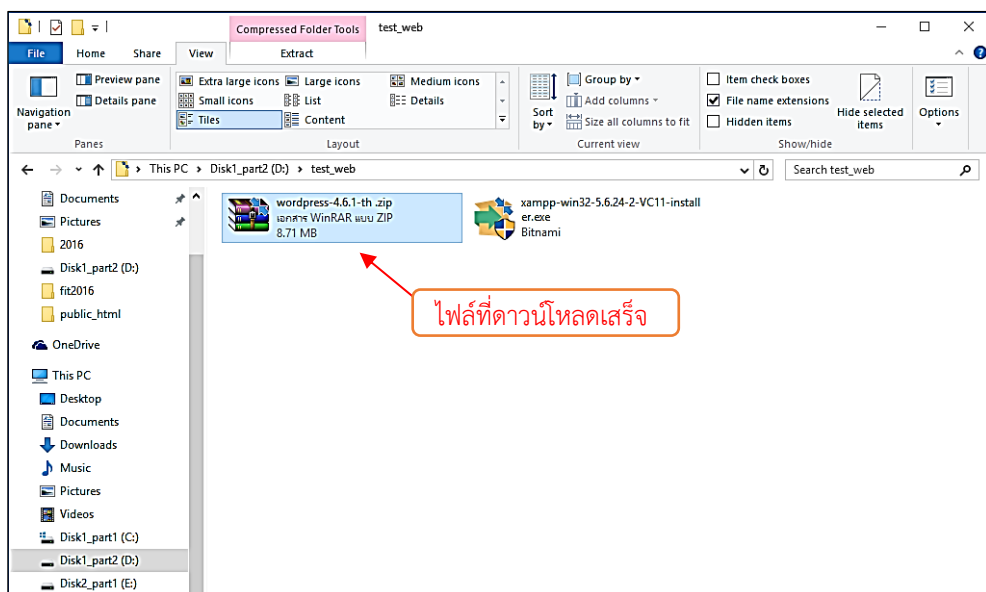 Compressed Folder Tools
test_web
File
Home
Share
View
Extract
Navigation
pane
Preview pane
Details pane
Panes
Extra large icons
Large icons
Medium icons
Small icons
List
Details
Tiles
Content
Layout
Sort
by
Group by
Add columns
Size all columns to fit
Current view
Item check boxes
File name extensions
Hidden items
Hide selected
items
Show/hide
Options
This PC > Disk1_part2 (D:) > test_web
Search test_web
Documents
Pictures
2016
Disk1_part2 (D:)
fit2016
public_html
OneDrive
This PC
Desktop
Documents
Downloads
Music
Pictures
Videos
Disk1_part1 (C:)
Disk1_part2 (D:)
Disk2_part1 (E:)
wordpress-4.6.1-th .zip
เอกสาร WinRAR แบบ ZIP
8.71 MB
xampp-win32-5.6.24-2-VC11-install
er.exe
Bitnami
ไฟล์ที่ดาวน์โหลดเสร็จ